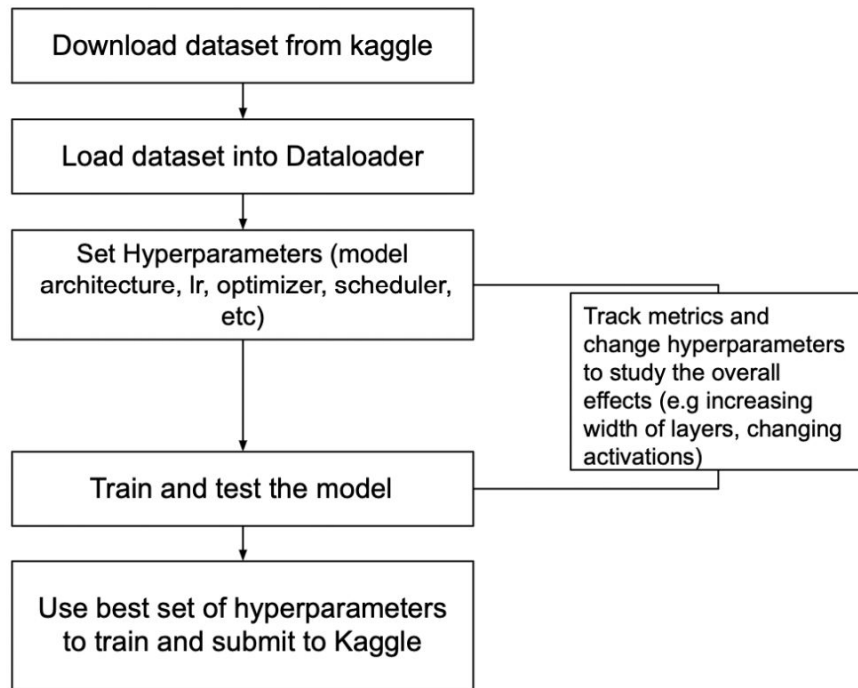 Download dataset from kaggle
Load dataset into Dataloader
Set Hyperparameters (model
architecture, lr, optimizer, scheduler,
etc)
Track metrics and
change hyperparameters
to study the overall
effects (e.g increasing
width of layers, changing
activations)
Train and test the model
Use best set of hyperparameters
to train and submit to Kaggle